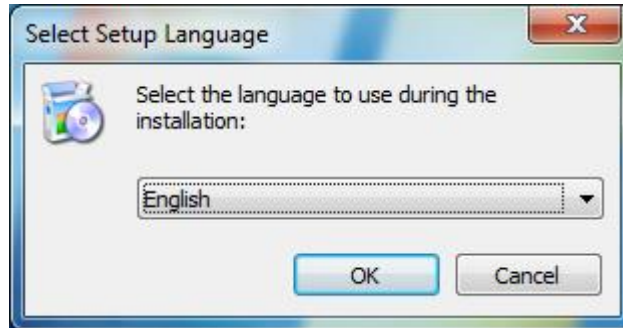 Select Setup Language
Select the language to use during the
installation:
English
OK
Cancel